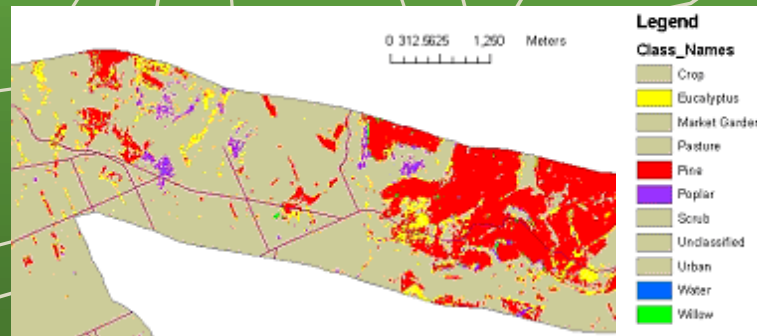 0 312.5625 1,250 Meters
Legend
Class_Names
Crop
Eucalyptus
Market Garden
Pasture
Pine
Poplar
Scrub
Unclassified
Urban
Water
Willow